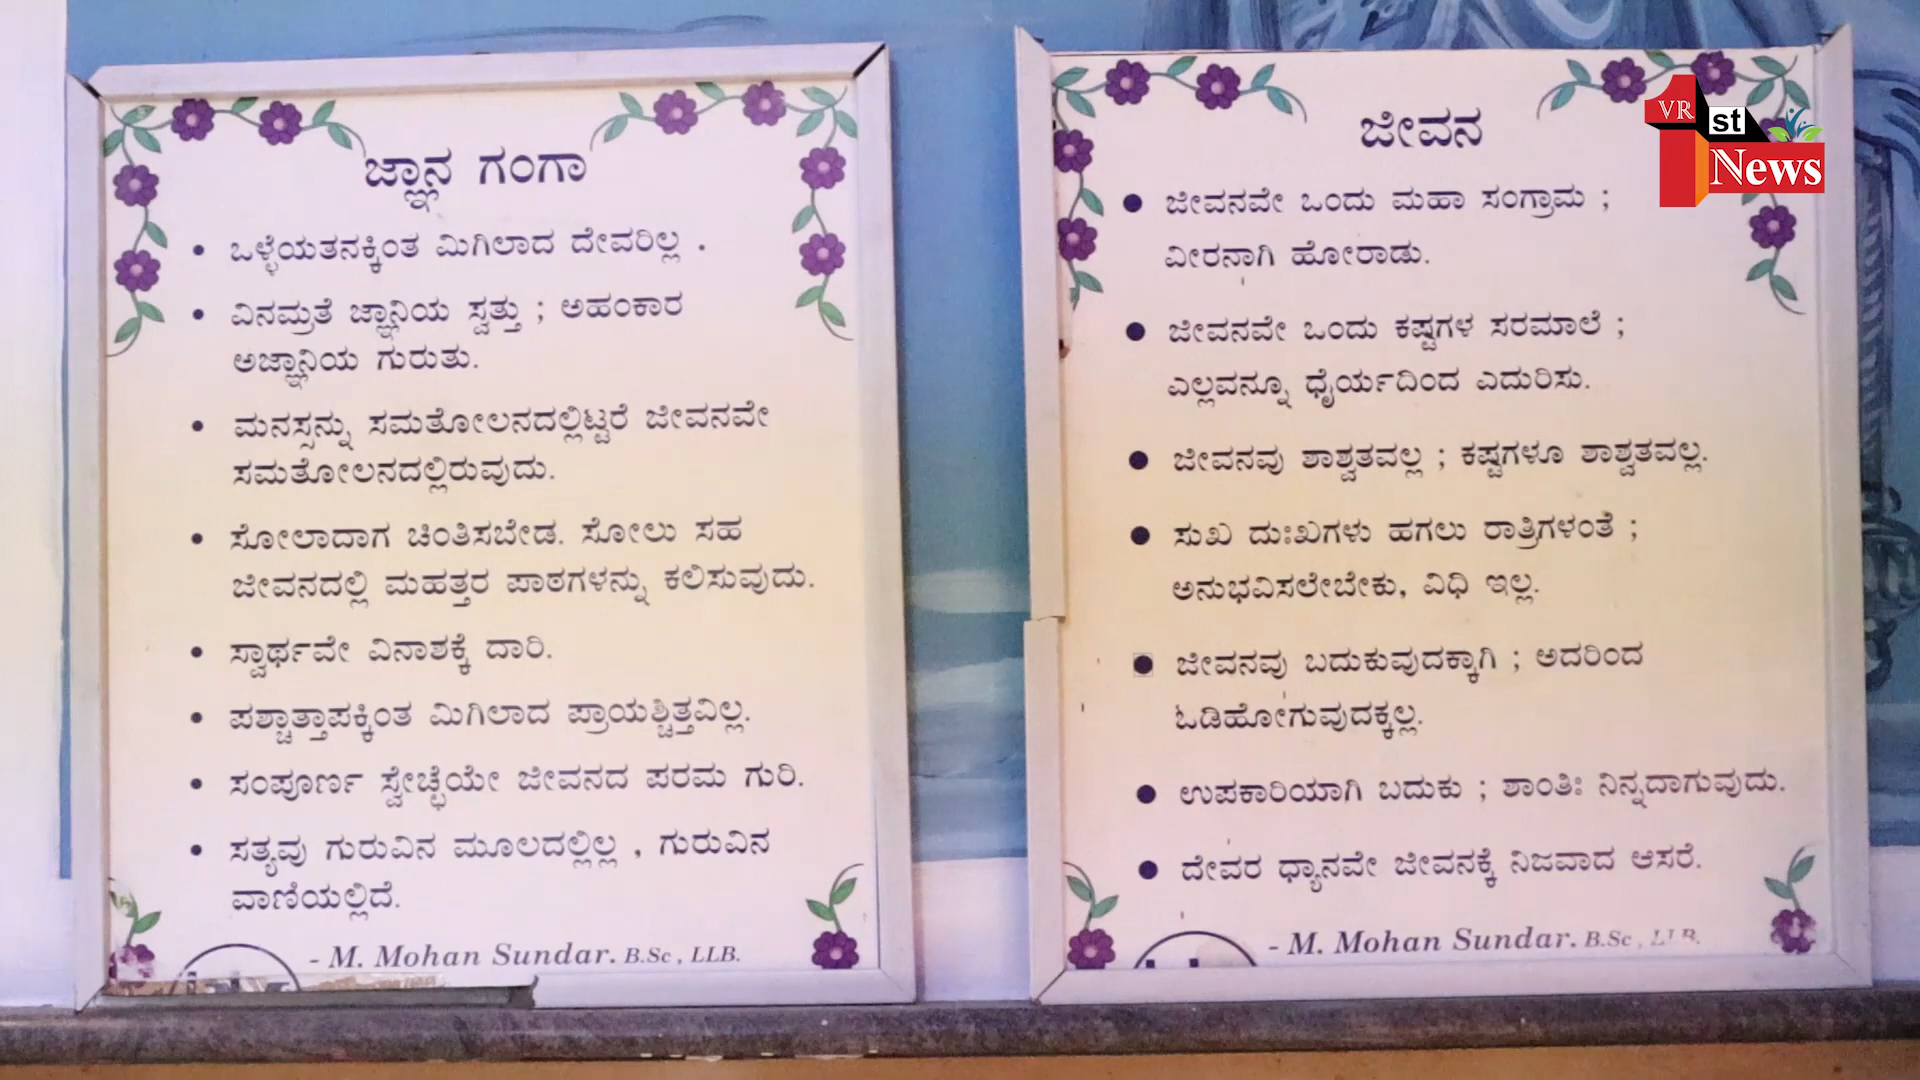 ಜ್ಞಾನ ಗಂಗಾ
• ಒಳ್ಳೆಯತನಕ್ಕಿಂತ ಮಿಗಿಲಾದ ದೇವರಿಲ್ಲ .
• ವಿನಮ್ರತೆ ಜ್ಞಾನಿಯ ಸ್ವತ್ತು ; ಅಹಂಕಾರ
ಅಜ್ಞಾನಿಯ ಗುರುತು.
• ಮನಸ್ಸನ್ನು ಸಮತೋಲನದಲ್ಲಿಟ್ಟರೆ ಜೀವನವೇ
ಸಮತೋಲನದಲ್ಲಿರುವುದು.
• ಸೋಲಾದಾಗ ಚಿಂತಿಸಬೇಡ. ಸೋಲು ಸಹ
ಜೀವನದಲ್ಲಿ ಮಹತ್ತರ ಪಾಠಗಳನ್ನು ಕಲಿಸುವುದು.
• ಸ್ವಾರ್ಥವೇ ವಿನಾಶಕ್ಕೆ ದಾರಿ.
• ಪಶ್ಚಾತ್ತಾಪಕ್ಕಿಂತ ಮಿಗಿಲಾದ ಪ್ರಾಯಶ್ಚಿತ್ತವಿಲ್ಲ.
• ಸಂಪೂರ್ಣ ಸ್ವೇಚ್ಛೆಯೇ ಜೀವನದ ಪರಮ ಗುರಿ.
• ಸತ್ಯವು ಗುರುವಿನ ಮೂಲದಲ್ಲಿಲ್ಲ , ಗುರುವಿನ
ವಾಣಿಯಲ್ಲಿದೆ.
- M. Mohan Sundar. B.Sc , LLB.
ಜೀವನ
• ಜೀವನವೇ ಒಂದು ಮಹಾ ಸಂಗ್ರಾಮ ;
ವೀರನಾಗಿ ಹೋರಾಡು.
• ಜೀವನವೇ ಒಂದು ಕಷ್ಟಗಳ ಸರಮಾಲೆ ;
ಎಲ್ಲವನ್ನೂ ಧೈರ್ಯದಿಂದ ಎದುರಿಸು.
• ಜೀವನವು ಶಾಶ್ವತವಲ್ಲ ; ಕಷ್ಟಗಳೂ ಶಾಶ್ವತವಲ್ಲ.
• ಸುಖ ದುಃಖಗಳು ಹಗಲು ರಾತ್ರಿಗಳಂತೆ ;
ಅನುಭವಿಸಲೇಬೇಕು, ವಿಧಿ ಇಲ್ಲ.
• ಜೀವನವು ಬದುಕುವುದಕ್ಕಾಗಿ ; ಅದರಿಂದ
ಓಡಿಹೋಗುವುದಕ್ಕಲ್ಲ.
• ಉಪಕಾರಿಯಾಗಿ ಬದುಕು ; ಶಾಂತಿಃ ನಿನ್ನದಾಗುವುದು.
• ದೇವರ ಧ್ಯಾನವೇ ಜೀವನಕ್ಕೆ ನಿಜವಾದ ಆಸರೆ.
- M. Mohan Sundar. B.Sc , LLB.
VR
1st
News